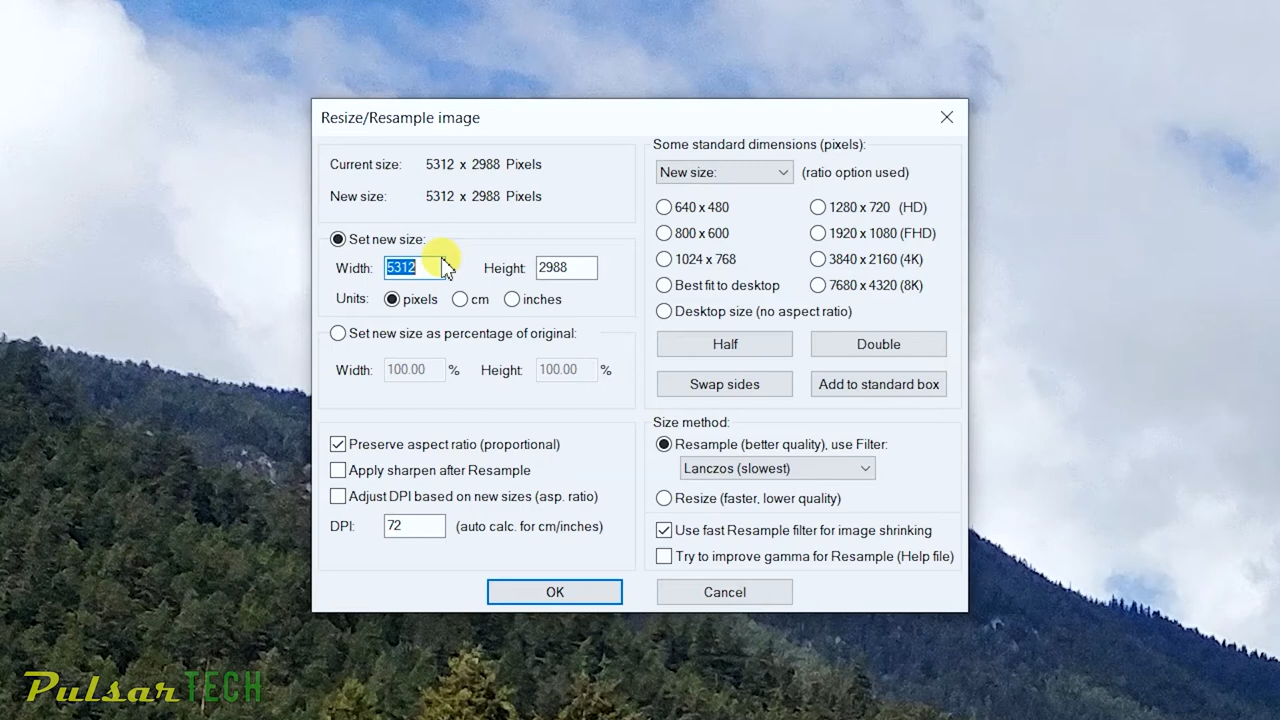 Resize/Resample image
Current size: 5312 x 2988 Pixels
New size: 5312 x 2988 Pixels
Set new size:
Width: 5312 Height: 2988
Units: pixels cm inches
Set new size as percentage of original:
Width: 100.00 % Height: 100.00 %
Preserve aspect ratio (proportional)
Apply sharpen after Resample
Adjust DPI based on new sizes (asp. ratio)
DPI: 72 (auto calc. for cm/inches)
OK
Some standard dimensions (pixels):
New size: (ratio option used)
640 x 480 1280 x 720 (HD)
800 x 600 1920 x 1080 (FHD)
1024 x 768 3840 x 2160 (4K)
Best fit to desktop 7680 x 4320 (8K)
Desktop size (no aspect ratio)
Half Double
Swap sides Add to standard box
Size method:
Resample (better quality), use Filter:
Lanczos (slowest)
Resize (faster, lower quality)
Use fast Resample filter for image shrinking
Try to improve gamma for Resample (Help file)
Cancel
Pulsar TECH